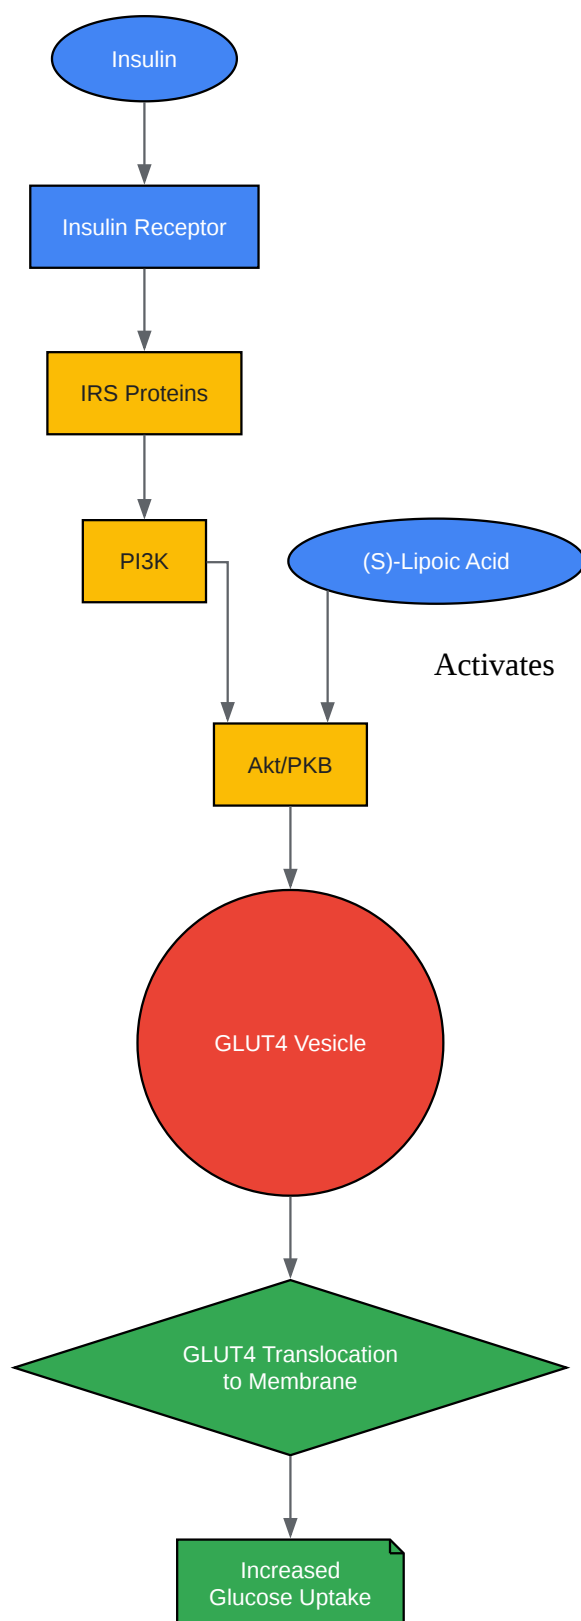 Insulin
Insulin Receptor
IRS Proteins
PI3K
(S)-Lipoic Acid
Activates
Akt/PKB
GLUT4 Vesicle
GLUT4 Translocation
to Membrane
Increased
Glucose Uptake